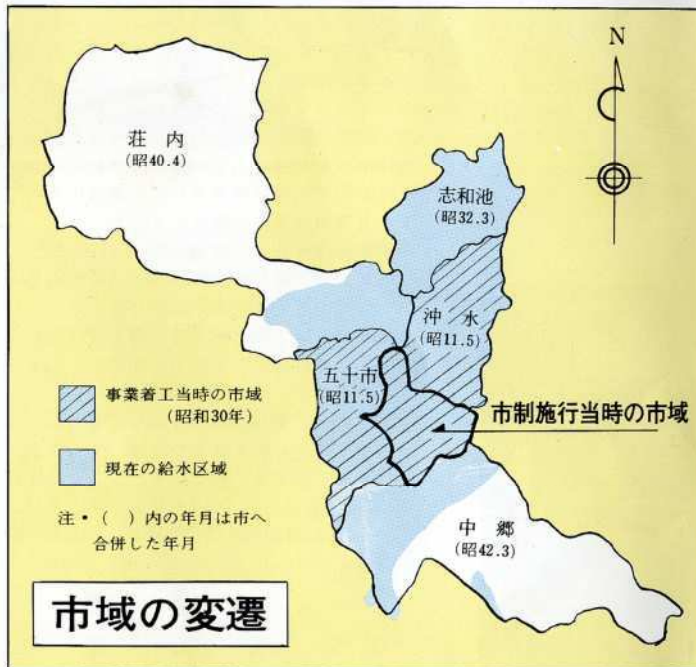 N
荘内
(昭40.4)
志和池
(昭32.3)
沖水
(昭11.5)
五十市
(昭11.5)
事業着工当時の市域
(昭和30年)
市制施行当時の市域
現在の給水区域
注・( )内の年月は市へ
合併した年月
中郷
(昭42.3)
市域の変遷